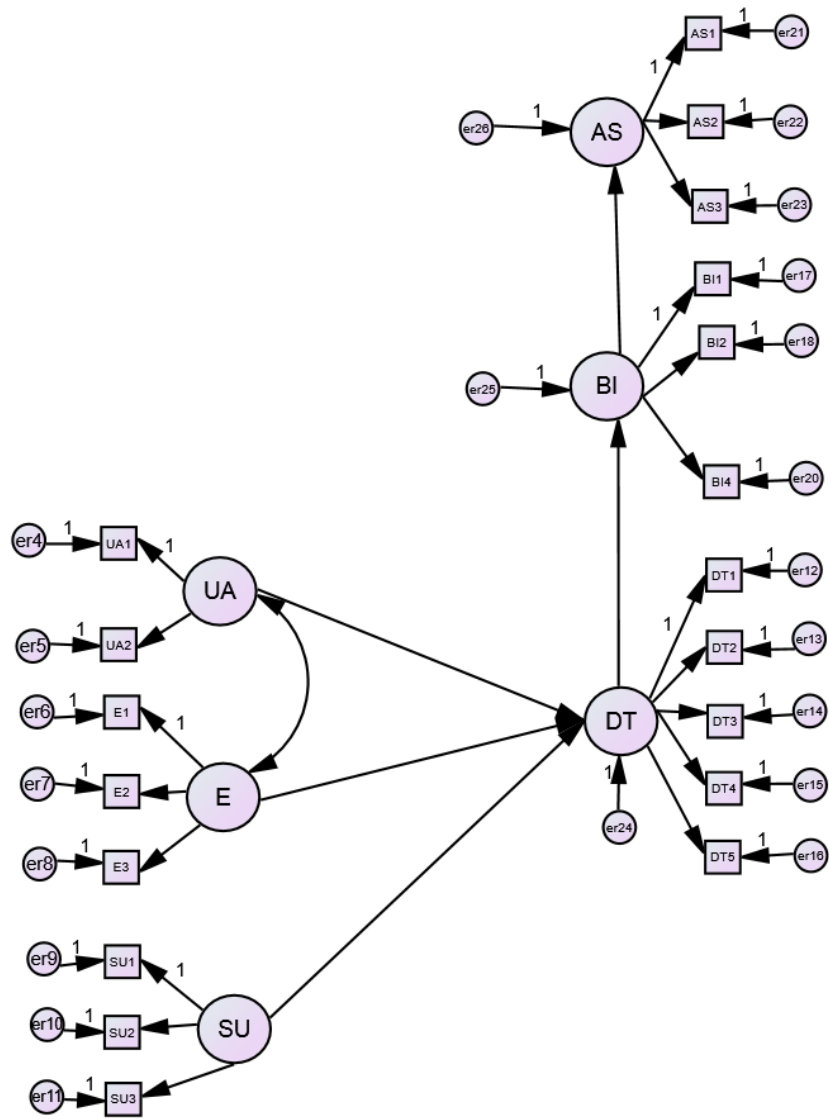 1 AS1 1 er21
er26 1 AS AS2 1 er22
AS3 1 er23
1 BI1 1 er17
BI2 1 er18
er25 1 BI
BI4 1 er20
er4 1 UA1 1
UA
er5 1 UA2
er6 1 E1 1
er7 1 E2 E
er8 1 E3
1 DT1 1 er12
DT2 1 er13
DT DT3 1 er14
1 DT4 1 er15
er24
DT5 1 er16
er9 1 SU1 1
er10 1 SU2 SU
er11 1 SU3